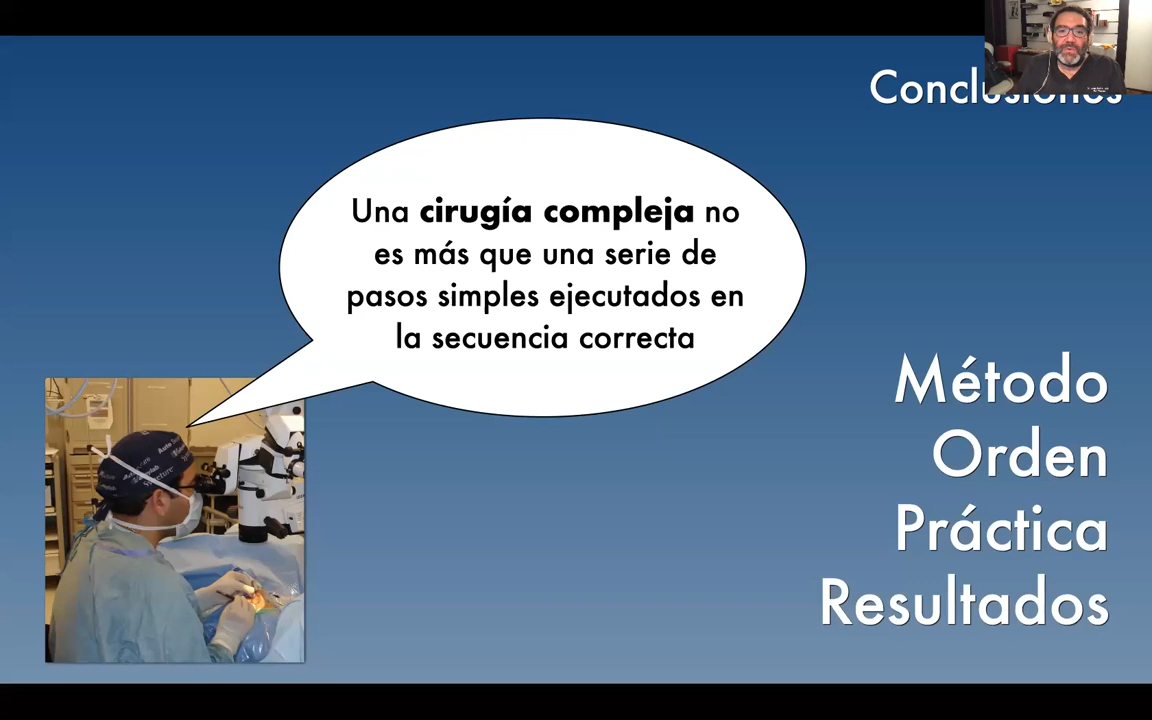 Conclusiones
Una cirugía compleja no
es más que una serie de
pasos simples ejecutados en
la secuencia correcta
Método
Orden
Práctica
Resultados